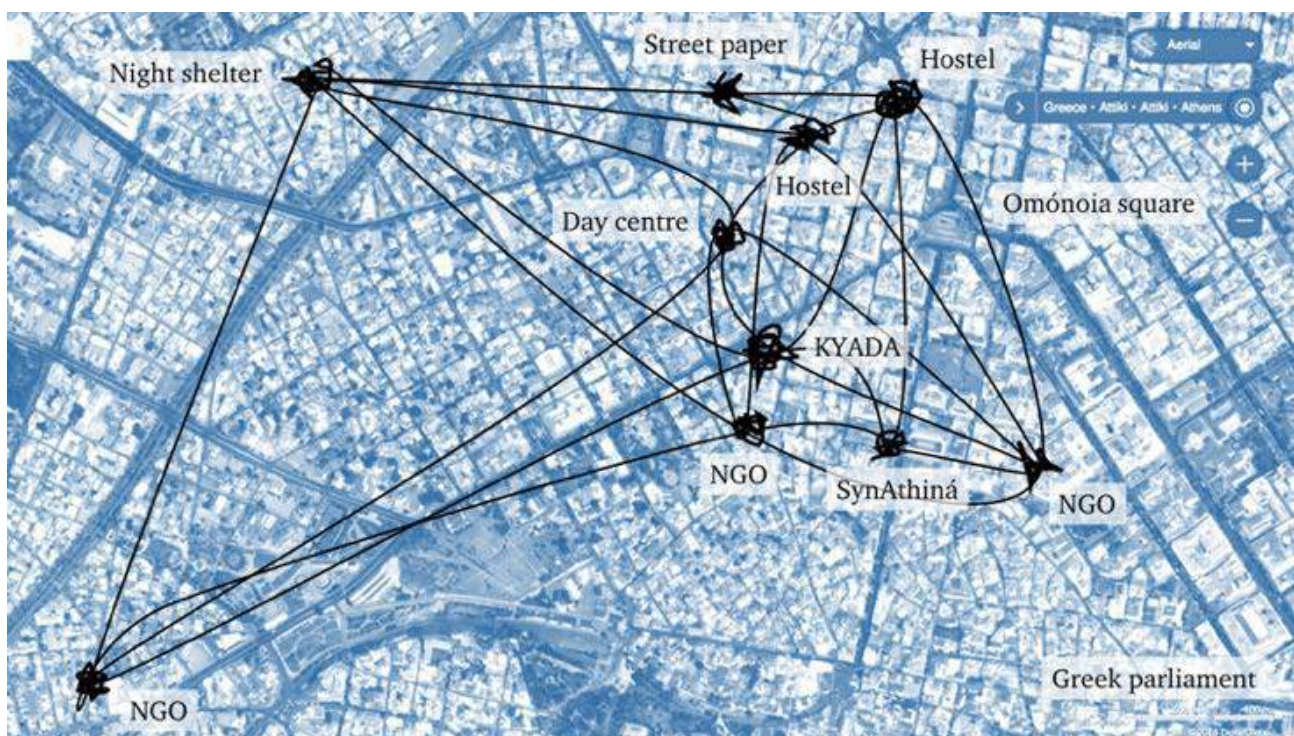 Street paper
Hostel
Aerial
Night shelter
Greece • Attiki • Attiki • Athens
Hostel
Omónoia square
Day centre
KYADA
NGO
SynAthiná
NGO
Greek parliament
NGO